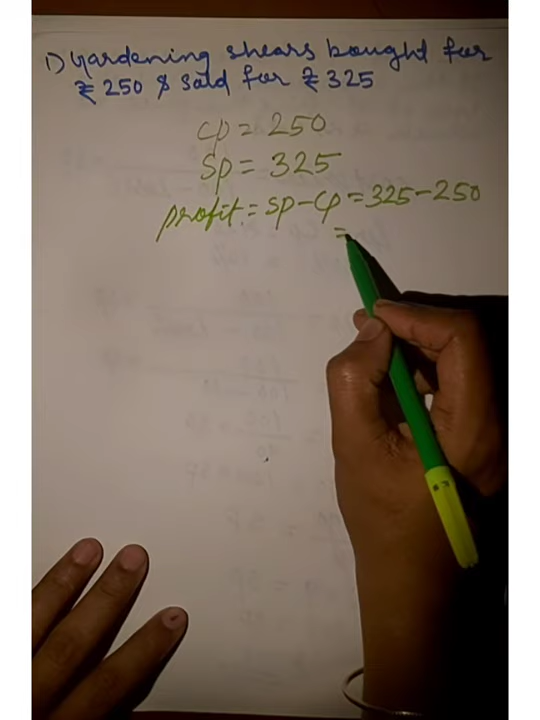 1) Gardening shears bought for
₹ 250 & sold for ₹ 325
CP = 250
SP = 325
profit = SP - CP = 325 - 250
=